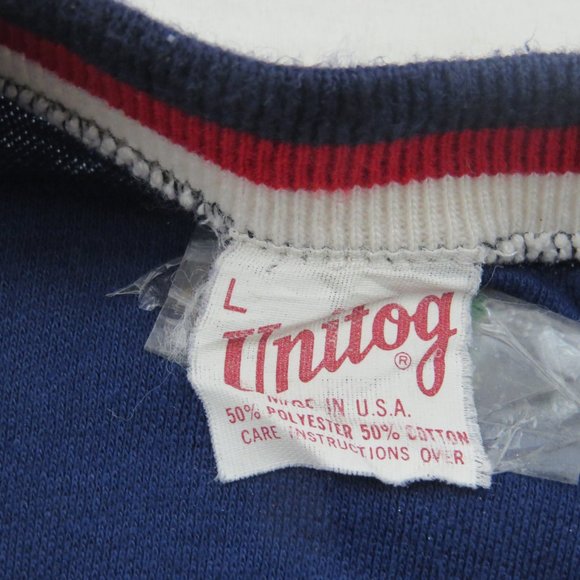 L
Unitog®
MADE IN U.S.A.
50% POLYESTER 50% COTTON
CARE INSTRUCTIONS OVER